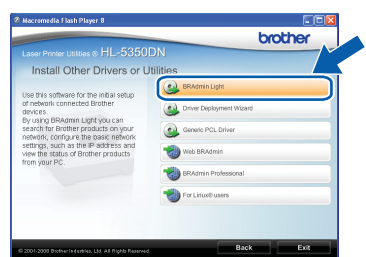 Macromedia Flash Player 8
brother
Laser Printer Utilities ® HL-5350DN
Install Other Drivers or Utilities
Use this software for the initial setup
of network connected Brother
devices.
By using BRAdmin Light you can
search for Brother products on your
network, configure the basic network
settings, such as the IP address and
view the status of Brother products
from your PC.
BRAdmin Light
Driver Deployment Wizard
Generic PCL Driver
Web BRAdmin
BRAdmin Professional
For Linux® users
© 2001-2008 Brother Industries, Ltd. All Rights Reserved.
Back
Exit